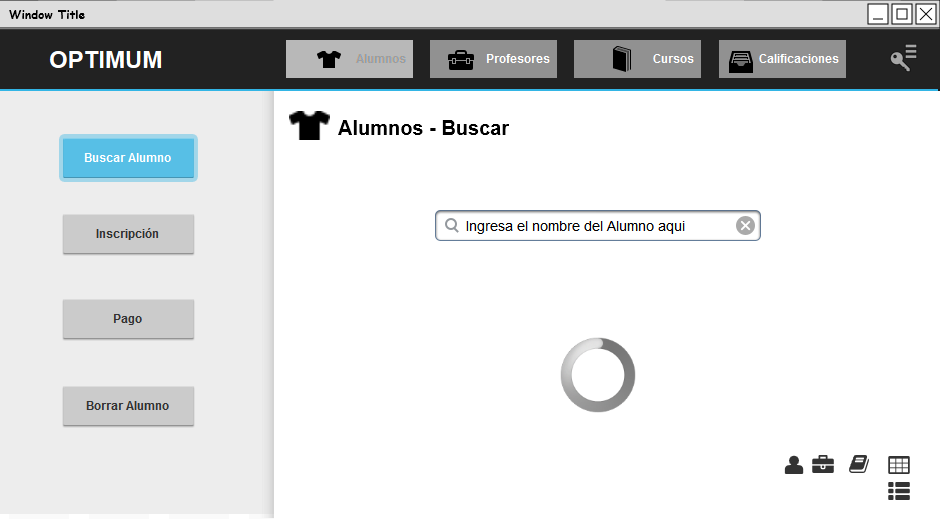 Window Title
OPTIMUM
Alumnos
Profesores
Cursos
Calificaciones
Alumnos - Buscar
Buscar Alumno
Ingresa el nombre del Alumno aqui
Inscripción
Pago
Borrar Alumno